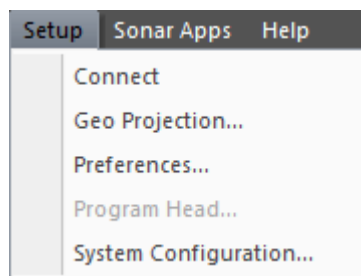 Setup Sonar Apps Help
Connect
Geo Projection...
Preferences...
Program Head...
System Configuration...